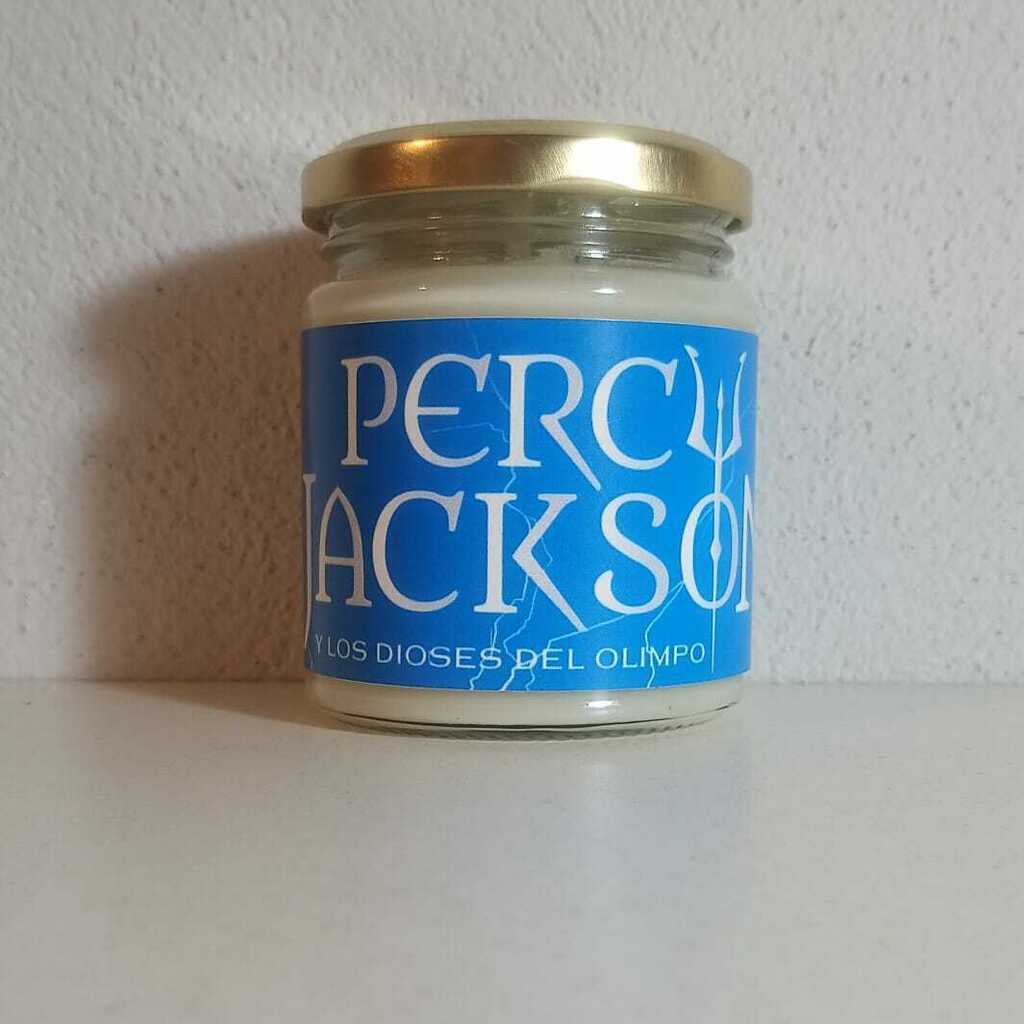 PERCY
JACKSON
Y LOS DIOSES DEL OLIMPO